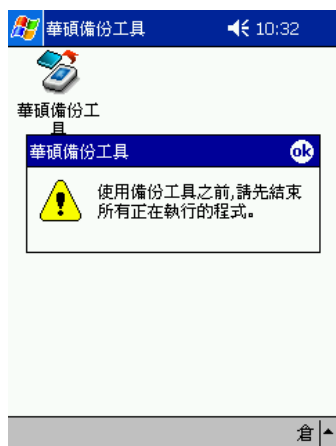 華碩備份工具
10:32
華碩備份工
具
華碩備份工具
ok
使用備份工具之前,請先結束
所有正在執行的程式。
倉